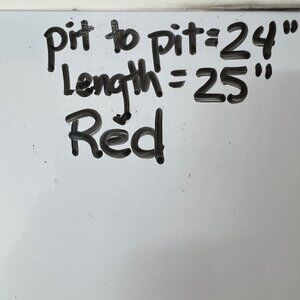 pit to pit=24"
Length=25"
Red